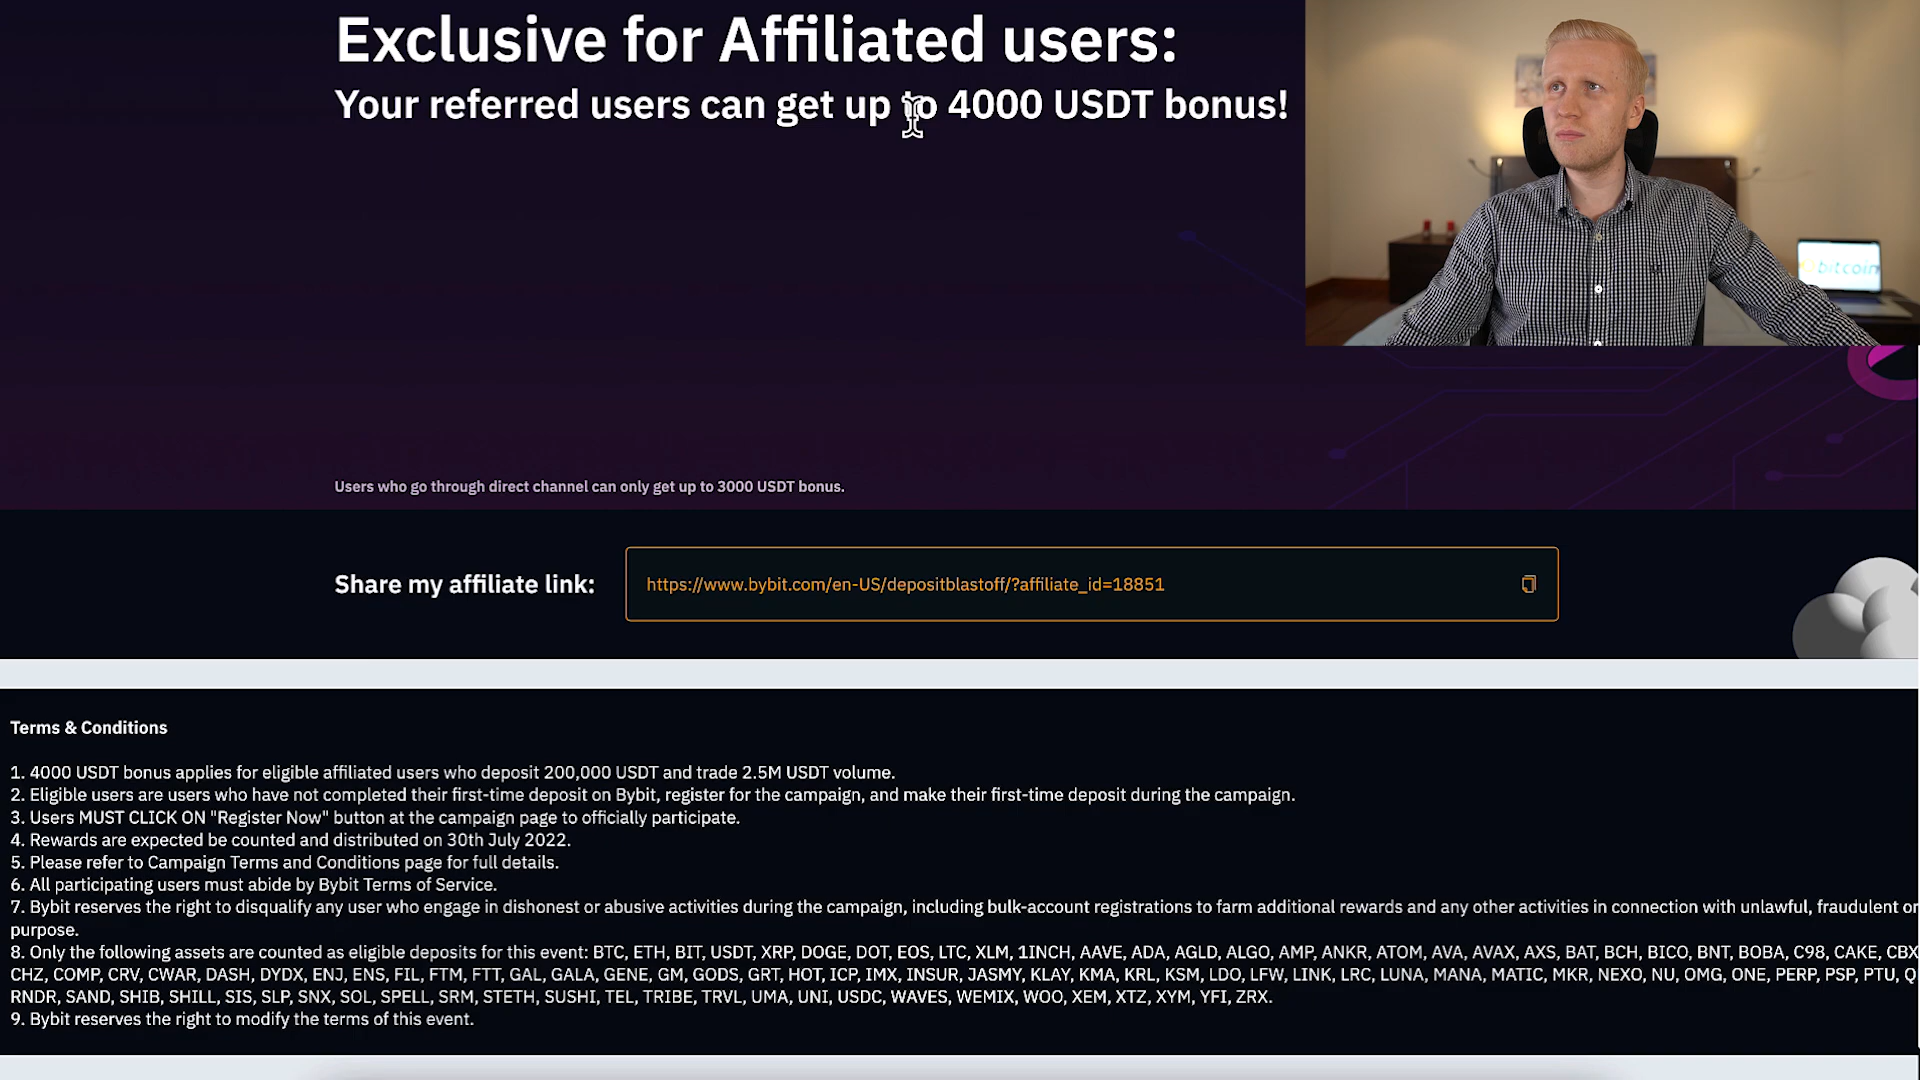 Exclusive for Affiliated users:
Your referred users can get up to 4000 USDT bonus!
bitcoin
Users who go through direct channel can only get up to 3000 USDT bonus.
Share my affiliate link:
https://www.bybit.com/en-US/depositblastoff/?affiliate_id=18851
Terms & Conditions
1. 4000 USDT bonus applies for eligible affiliated users who deposit 200,000 USDT and trade 2.5M USDT volume.
2. Eligible users are users who have not completed their first-time deposit on Bybit, register for the campaign, and make their first-time deposit during the campaign.
3. Users MUST CLICK ON "Register Now" button at the campaign page to officially participate.
4. Rewards are expected be counted and distributed on 30th July 2022.
5. Please refer to Campaign Terms and Conditions page for full details.
6. All participating users must abide by Bybit Terms of Service.
7. Bybit reserves the right to disqualify any user who engage in dishonest or abusive activities during the campaign, including bulk-account registrations to farm additional rewards and any other activities in connection with unlawful, fraudulent or
purpose.
8. Only the following assets are counted as eligible deposits for this event: BTC, ETH, BIT, USDT, XRP, DOGE, DOT, EOS, LTC, XLM, 1INCH, AAVE, ADA, AGLD, ALGO, AMP, ANKR, ATOM, AVA, AVAX, AXS, BAT, BCH, BICO, BNT, BOBA, C98, CAKE, CBX
CHZ, COMP, CRV, CWAR, DASH, DYDX, ENJ, ENS, FIL, FTM, FTT, GAL, GALA, GENE, GM, GODS, GRT, HOT, ICP, IMX, INSUR, JASMY, KLAY, KMA, KRL, KSM, LDO, LFW, LINK, LRC, LUNA, MANA, MATIC, MKR, NEXO, NU, OMG, ONE, PERP, PSP, PTU, Q
RNDR, SAND, SHIB, SHILL, SIS, SLP, SNX, SOL, SPELL, SRM, STETH, SUSHI, TEL, TRIBE, TRVL, UMA, UNI, USDC, WAVES, WEMIX, WOO, XEM, XTZ, XYM, YFI, ZRX.
9. Bybit reserves the right to modify the terms of this event.